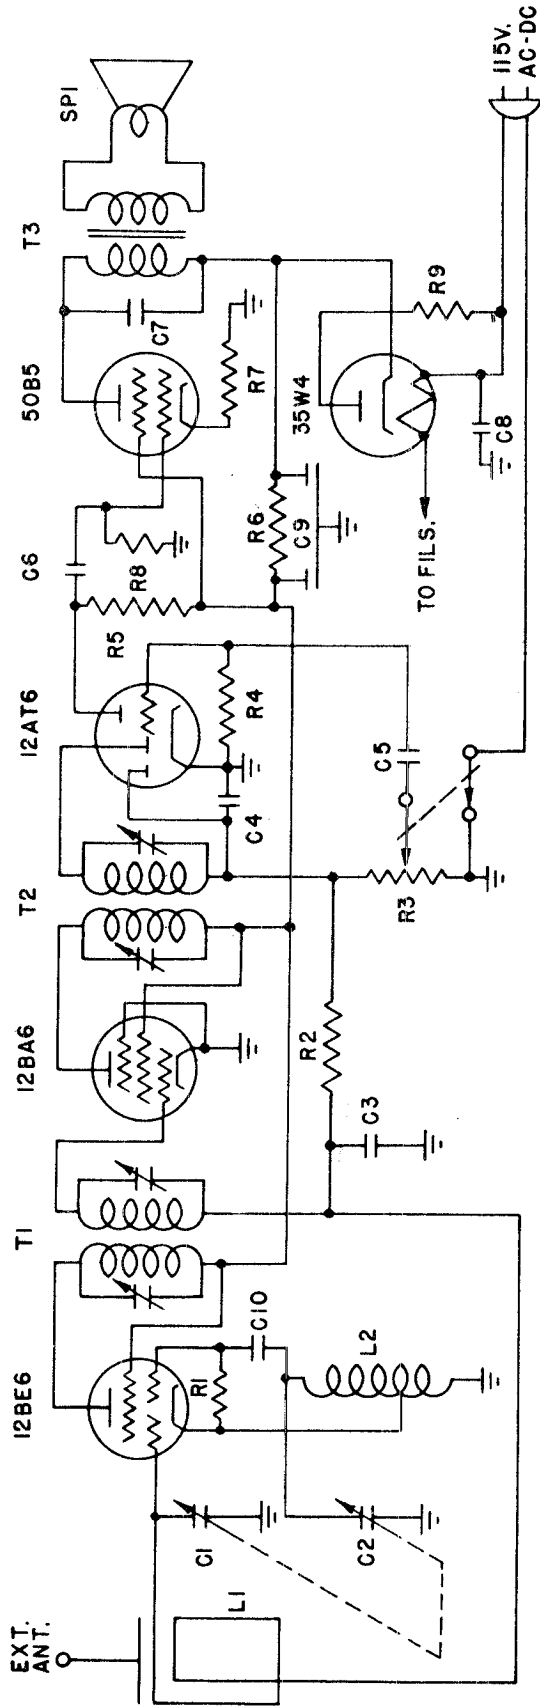 EXT.
ANT.
12BE6
T1
12BA6
T2
12AT6
C6
50B5
T3
SP1
L1
C1
C2
R1
C10
L2
C3
R2
R3
C4
R4
C5
R5
R8
R6
C9
R7
C7
35W4
R9
C8
TO FILS.
115V.
AC-DC